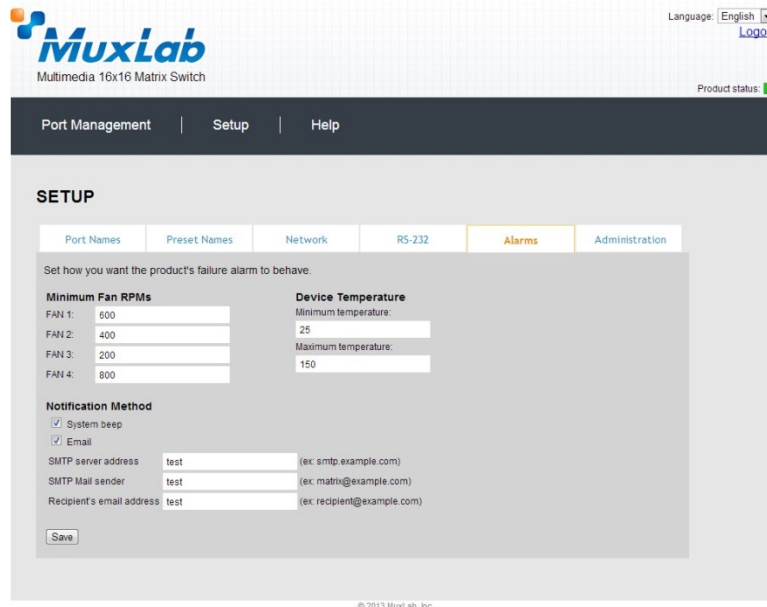 Language: English
Logo
MuxLab
Multimedia 16x16 Matrix Switch
Product status:
Port Management | Setup | Help
SETUP
Port Names Preset Names Network RS-232 Alarms Administration
Set how you want the product's failure alarm to behave.
Minimum Fan RPMs
FAN 1: 600
FAN 2: 400
FAN 3: 200
FAN 4: 800
Device Temperature
Minimum temperature:
25
Maximum temperature:
150
Notification Method
System beep
Email
SMTP server address test (ex: smtp.example.com)
SMTP Mail sender test (ex: matrix@example.com)
Recipient's email address test (ex: recipient@example.com)
Save
© 2013 MuxLab, Inc.